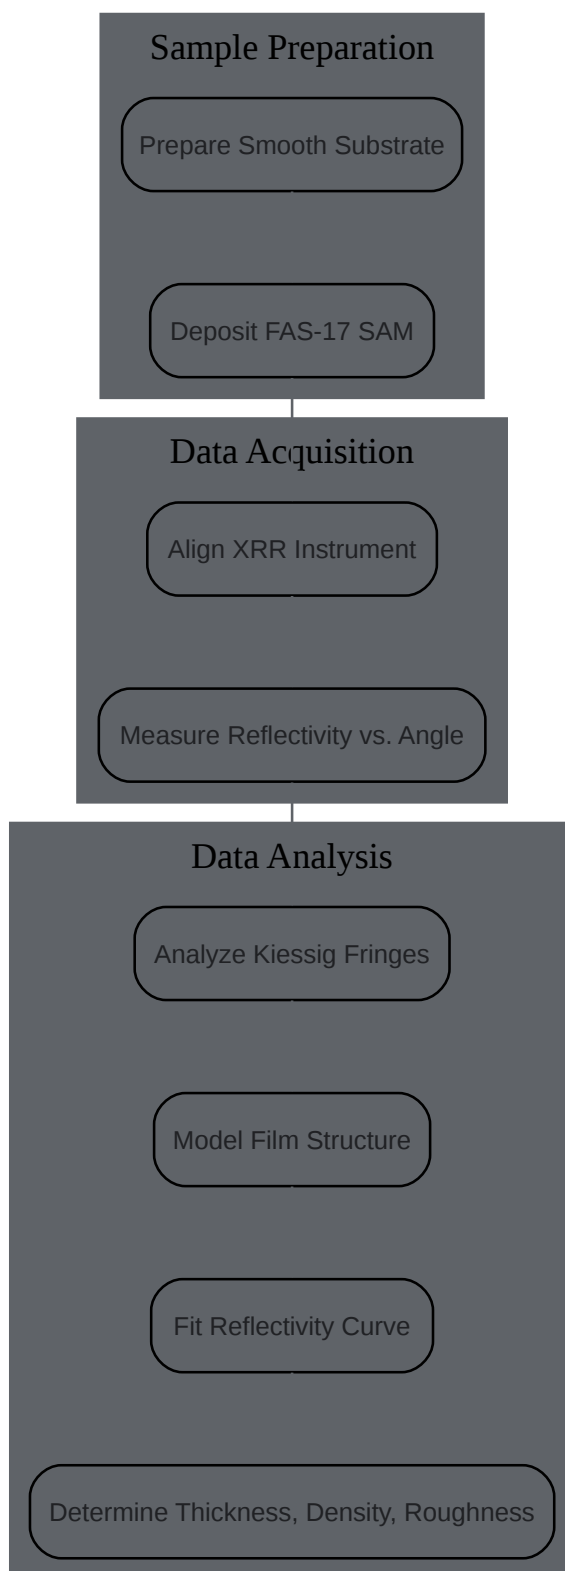 Sample Preparation
Prepare Smooth Substrate
Deposit FAS-17 SAM
Data Acquisition
Align XRR Instrument
Measure Reflectivity vs. Angle
Data Analysis
Analyze Kiessig Fringes
Model Film Structure
Fit Reflectivity Curve
Determine Thickness, Density, Roughness